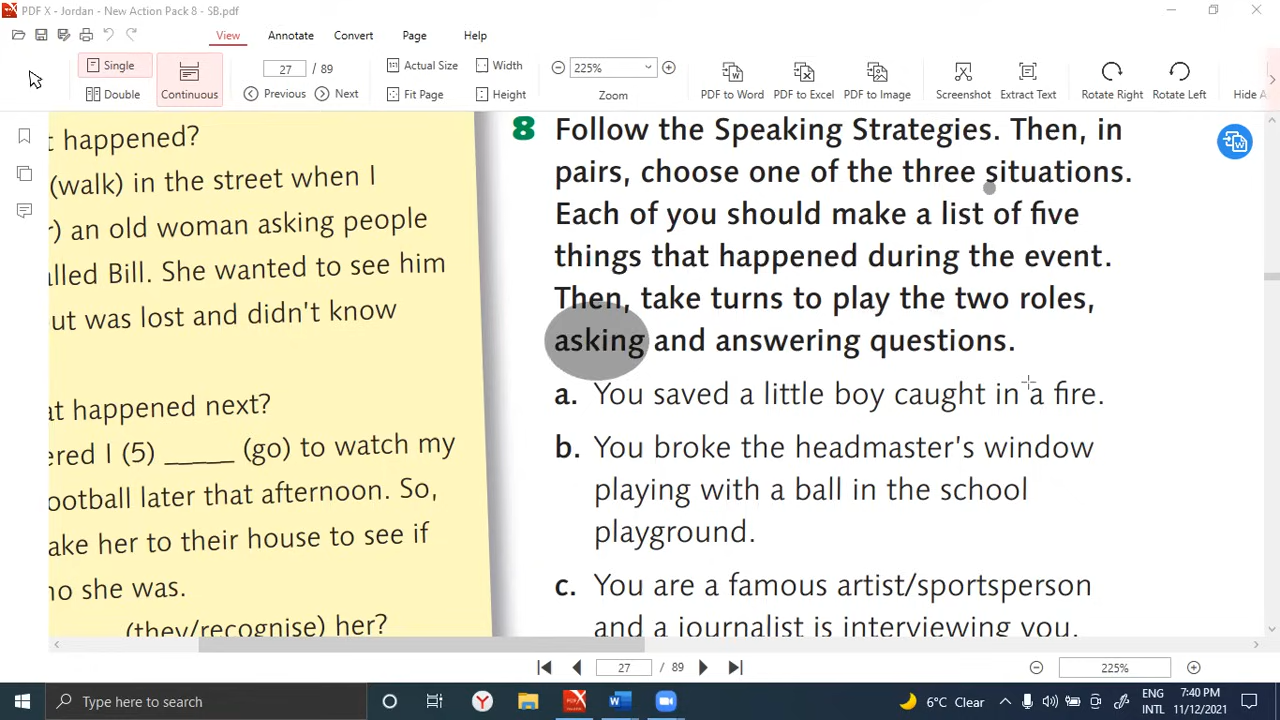 PDF X - Jordan - New Action Pack 8 - SB.pdf
View Annotate Convert Page Help
Single Double Continuous
27 / 89
Previous Next
Actual Size Width
Fit Page Height
225%
Zoom
PDF to Word PDF to Excel PDF to Image Screenshot Extract Text Rotate Right Rotate Left Hide A
t happened?
(walk) in the street when I
) an old woman asking people
alled Bill. She wanted to see him
ut was lost and didn't know
at happened next?
ered I (5) _____ (go) to watch my
ootball later that afternoon. So,
ake her to their house to see if
ho she was.
(they/recognise) her?
8 Follow the Speaking Strategies. Then, in
pairs, choose one of the three situations.
Each of you should make a list of five
things that happened during the event.
Then, take turns to play the two roles,
asking and answering questions.
a. You saved a little boy caught in a fire.
b. You broke the headmaster's window
playing with a ball in the school
playground.
c. You are a famous artist/sportsperson
and a journalist is interviewing you.
27 / 89
225%
Type here to search
6°C Clear
ENG
INTL
7:40 PM
11/12/2021